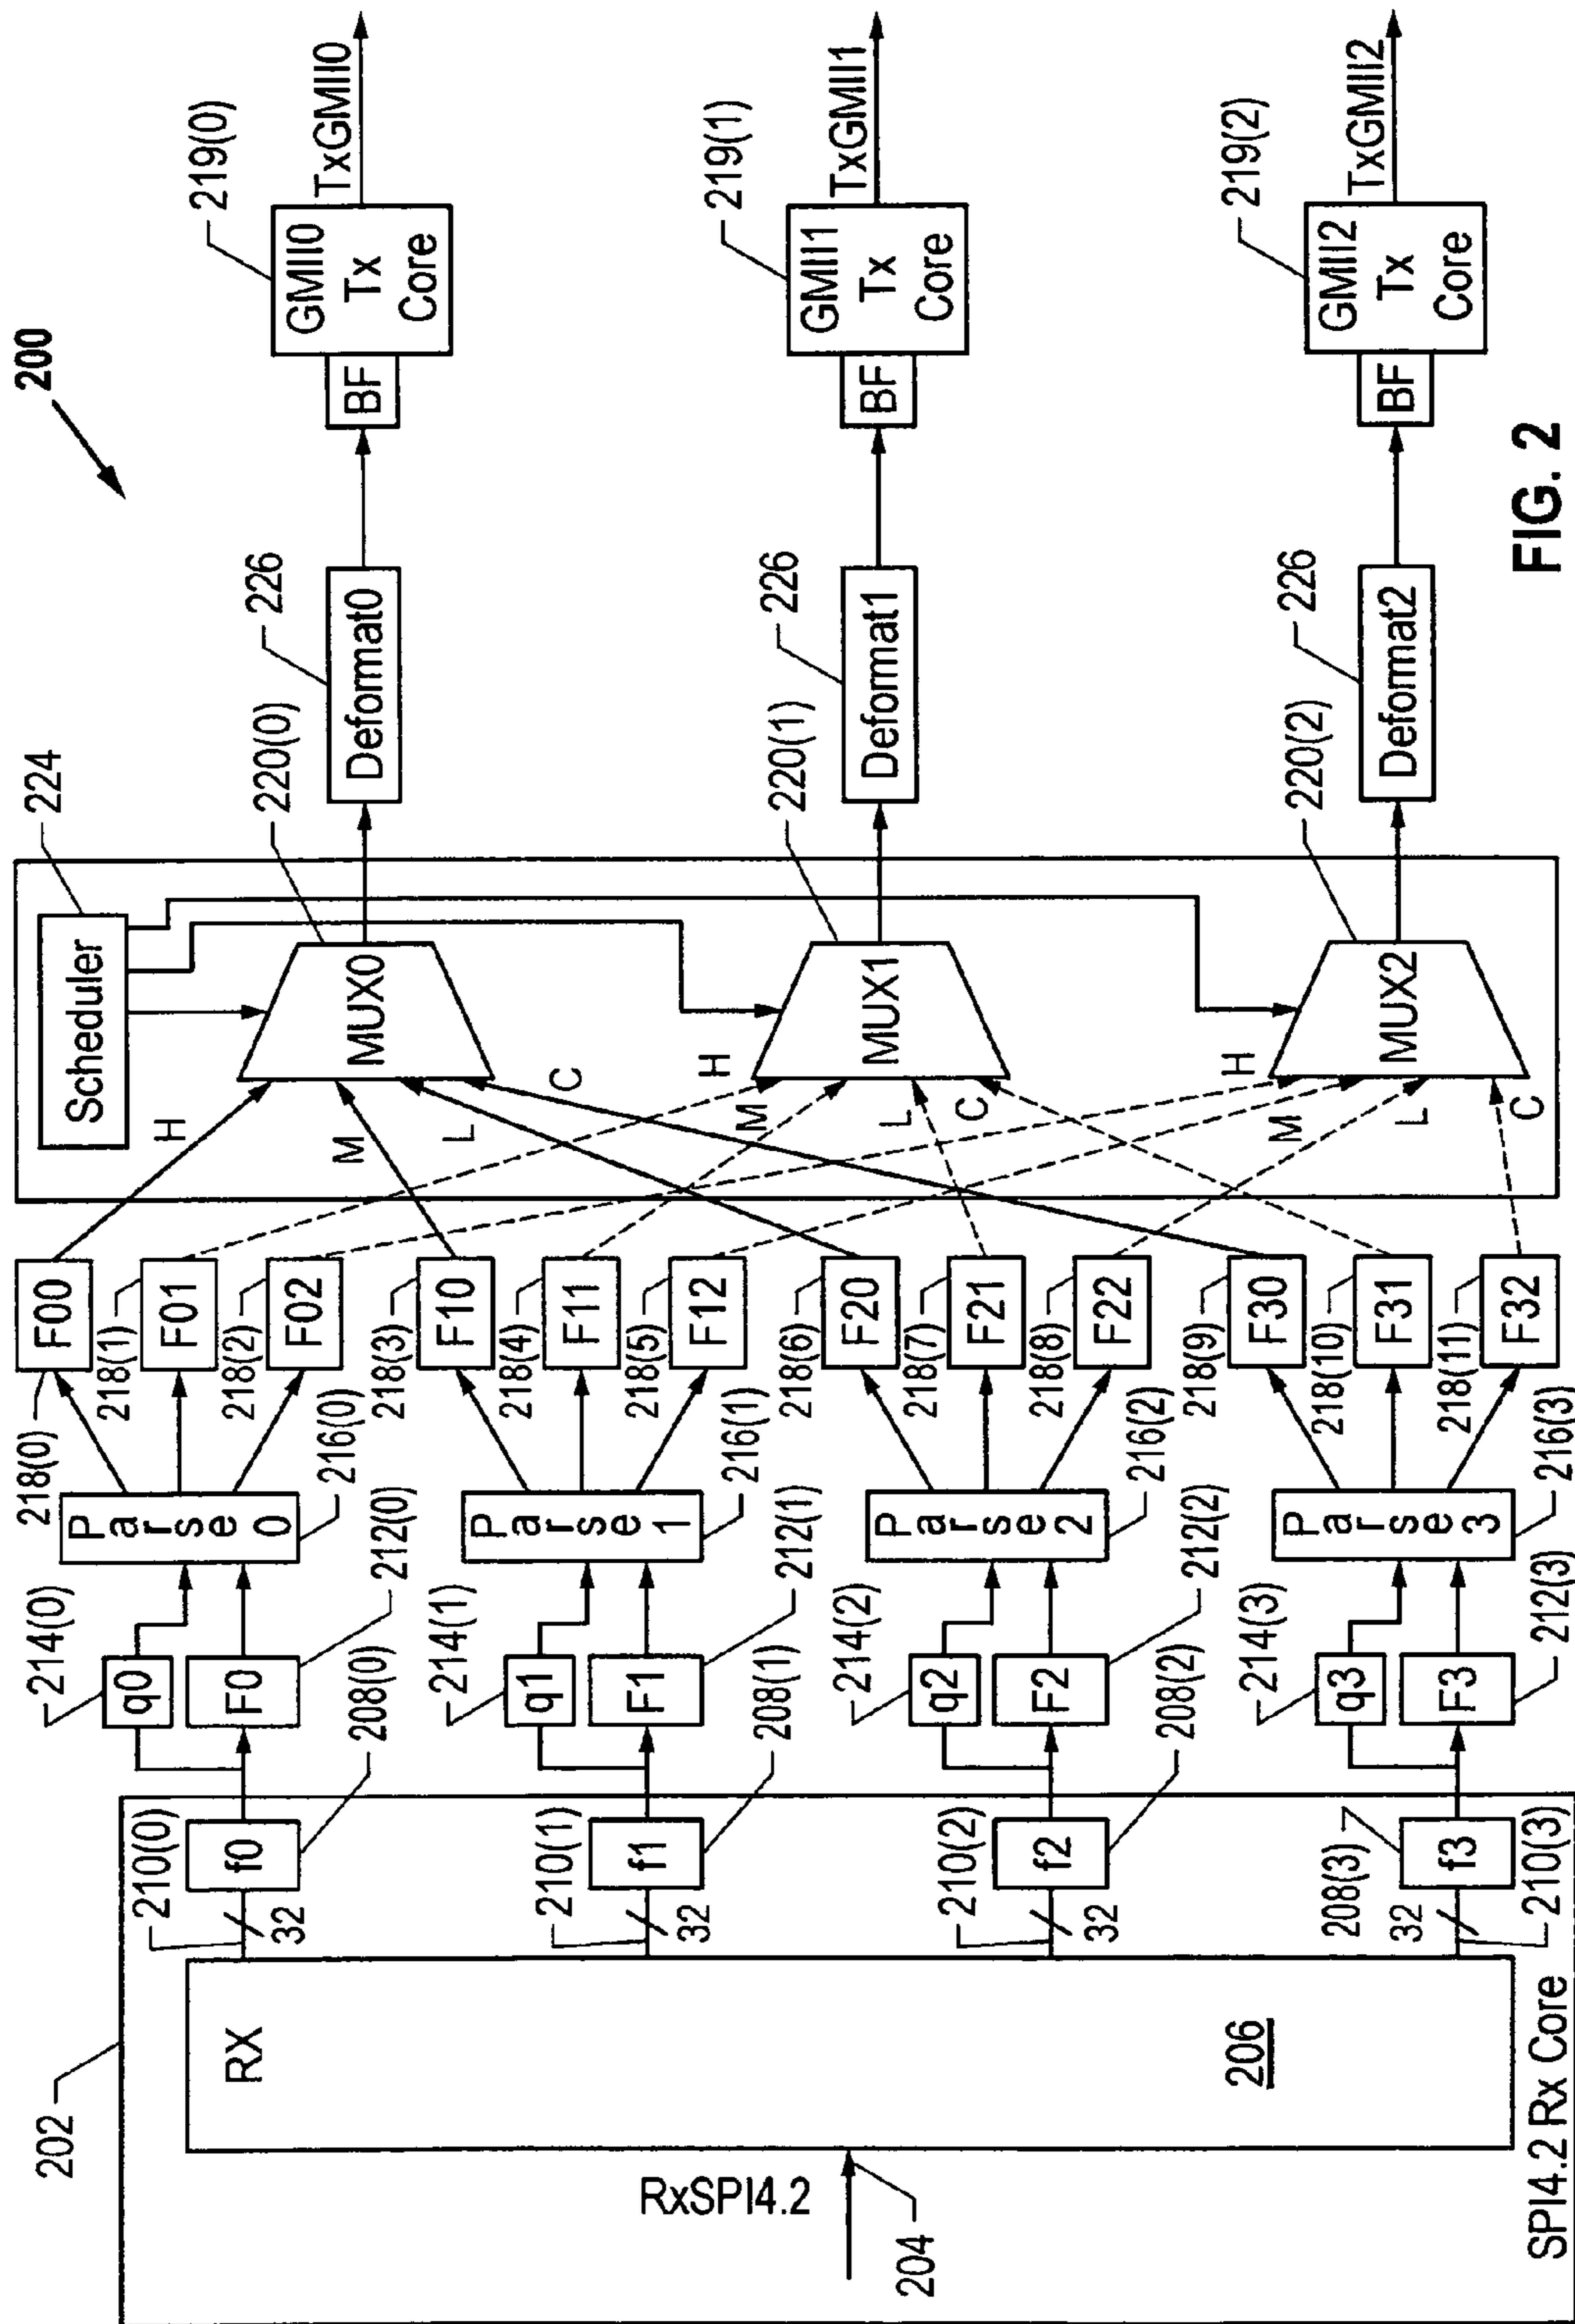 200
202
RxSPI4.2
204
RX
206
SPI4.2 Rx Core
210(0)
32
f0
208(0)
210(1)
32
f1
208(1)
210(2)
32
f2
208(2)
208(3)
32
f3
210(3)
214(0)
q0
F0
212(0)
214(1)
q1
F1
212(1)
214(2)
q2
F2
212(2)
214(3)
q3
F3
212(3)
Parse 0
216(0)
Parse 1
216(1)
Parse 2
216(2)
Parse 3
216(3)
218(0)
F00
218(1)
F01
218(2)
F02
218(3)
F10
218(4)
F11
218(5)
F12
218(6)
F20
218(7)
F21
218(8)
F22
218(9)
F30
218(10)
F31
218(11)
F32
Scheduler
224
H
M
L
C
MUX0
220(0)
H
M
L
C
MUX1
220(1)
H
M
L
C
MUX2
220(2)
Deformat0
226
Deformat1
226
Deformat2
226
BF
GMII0
Tx
Core
219(0)
TxGMII0
BF
GMII1
Tx
Core
219(1)
TxGMII1
BF
GMII2
Tx
Core
219(2)
TxGMII2
FIG. 2